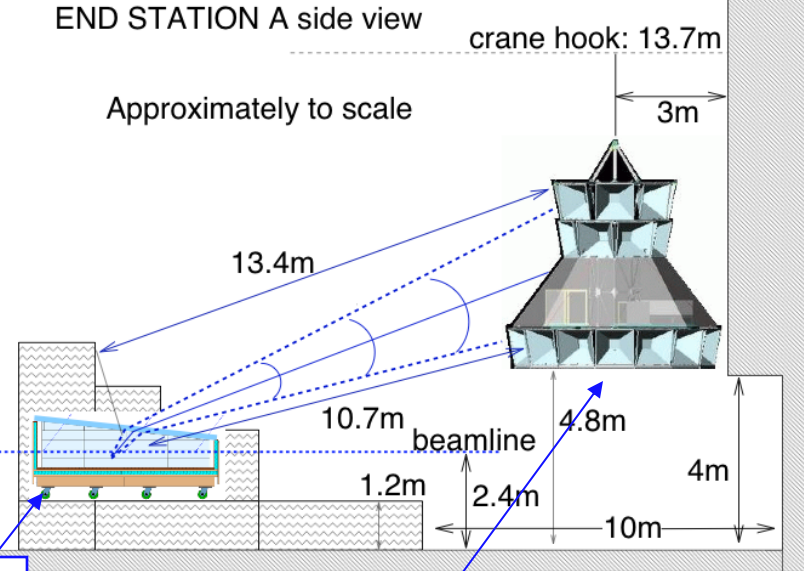 END STATION A side view
crane hook: 13.7m
3m
Approximately to scale
13.4m
10.7m
4.8m
beamline
1.2m
2.4m
4m
10m